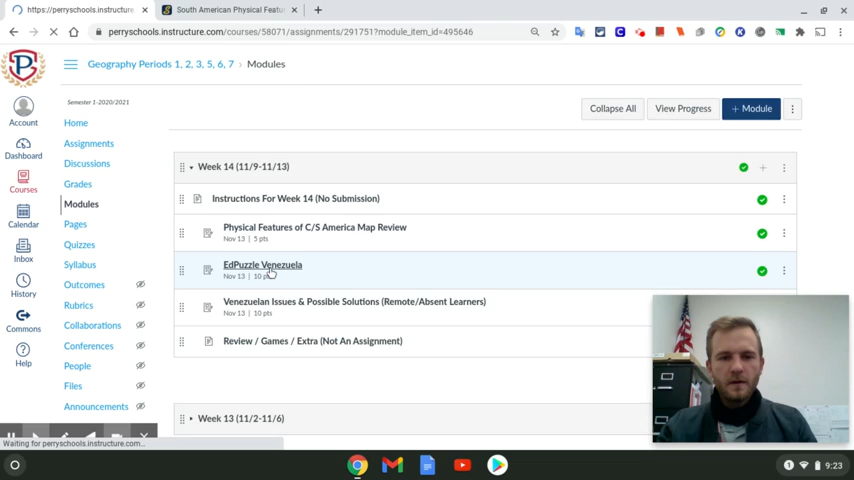 https://perryschools.instructure.com
South American Physical Featu
perryschools.instructure.com/courses/58071/assignments/291751?module_item_id=495646
Geography Periods 1, 2, 3, 5, 6, 7 › Modules
Semester 1-2020/2021
Collapse All
View Progress
+ Module
Account
Dashboard
Courses
Calendar
Inbox
History
Commons
Help
Home
Assignments
Discussions
Grades
Modules
Pages
Quizzes
Syllabus
Outcomes
Rubrics
Collaborations
Conferences
People
Files
Announcements
Week 14 (11/9-11/13)
Instructions For Week 14 (No Submission)
Physical Features of C/S America Map Review
Nov 13 | 5 pts
EdPuzzle Venezuela
Nov 13 | 10 pts
Venezuelan Issues & Possible Solutions (Remote/Absent Learners)
Nov 13 | 10 pts
Review / Games / Extra (Not An Assignment)
Week 13 (11/2-11/6)
Waiting for perryschools.instructure.com...
1
9:23